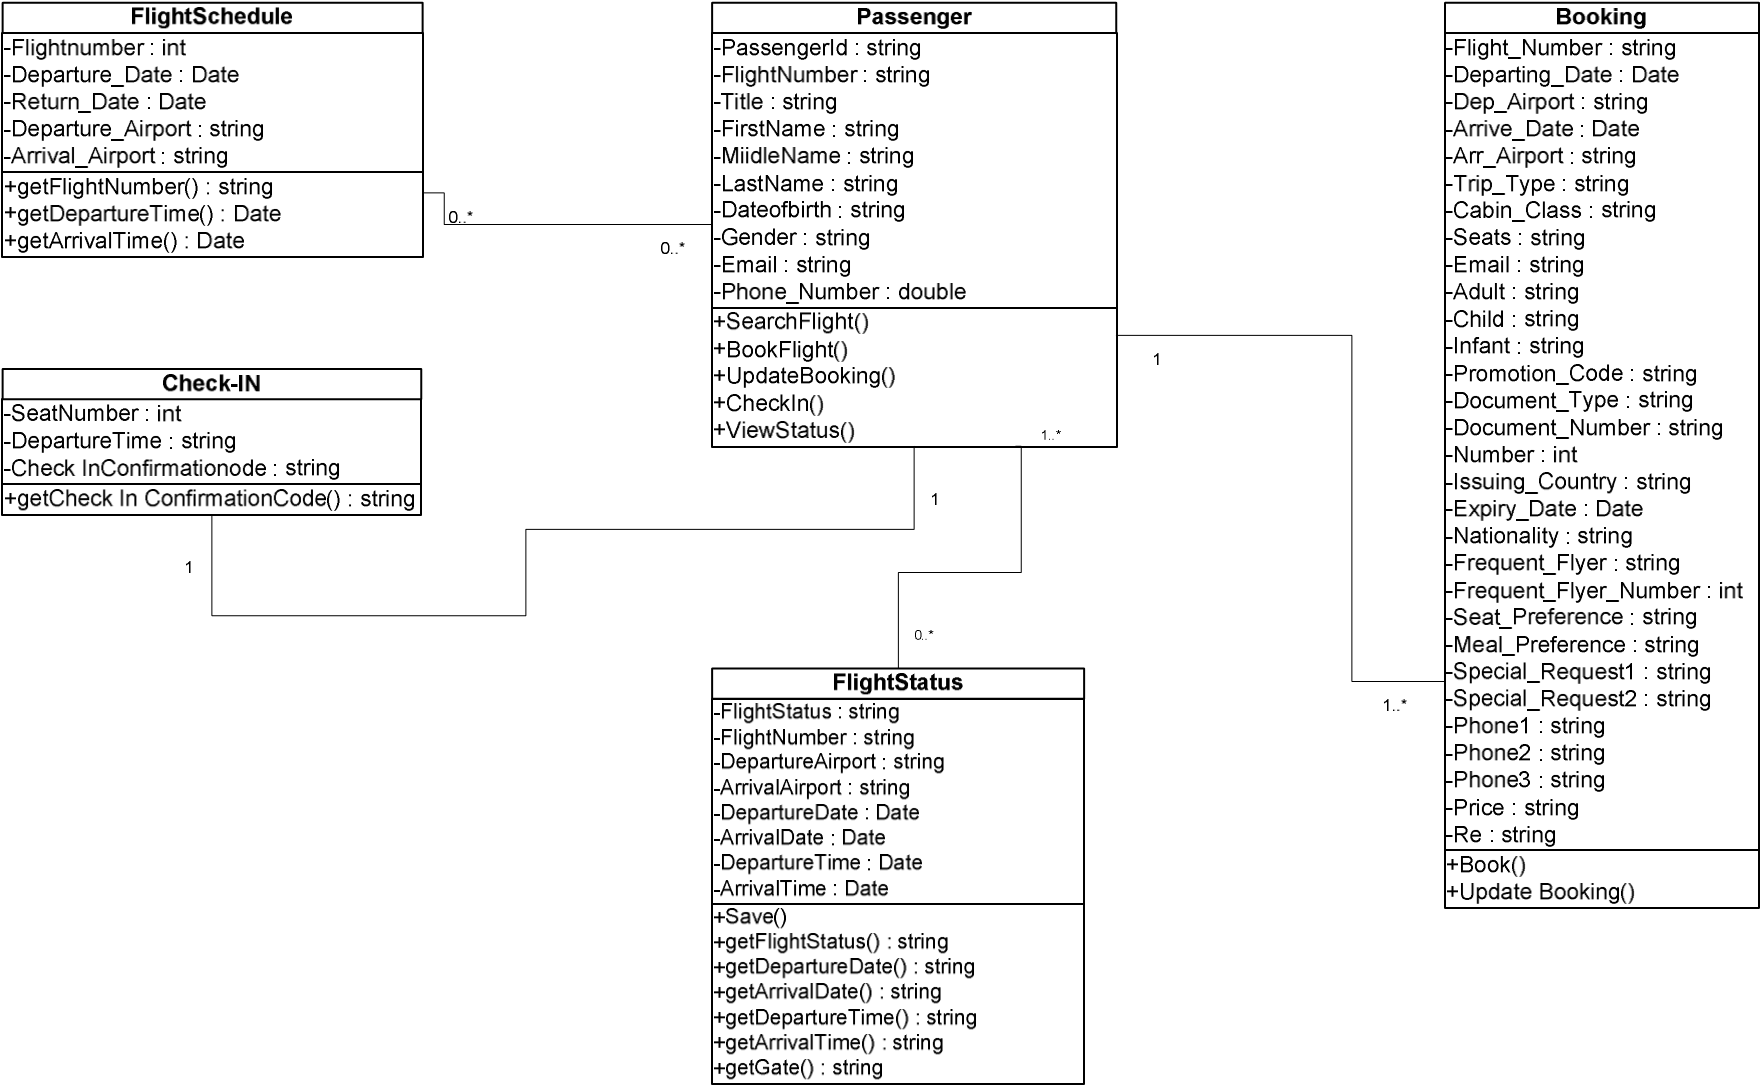 FlightSchedule
-Flightnumber : int
-Departure_Date : Date
-Return_Date : Date
-Departure_Airport : string
-Arrival_Airport : string
+getFlightNumber() : string
+getDepartureTime() : Date
+getArrivalTime() : Date
0..*
0..*
Passenger
-PassengerId : string
-FlightNumber : string
-Title : string
-FirstName : string
-MiidleName : string
-LastName : string
-Dateofbirth : string
-Gender : string
-Email : string
-Phone_Number : double
+SearchFlight()
+BookFlight()
+UpdateBooking()
+CheckIn()
+ViewStatus()
1..*
1
1
1..*
Booking
-Flight_Number : string
-Departing_Date : Date
-Dep_Airport : string
-Arrive_Date : Date
-Arr_Airport : string
-Trip_Type : string
-Cabin_Class : string
-Seats : string
-Email : string
-Adult : string
-Child : string
-Infant : string
-Promotion_Code : string
-Document_Type : string
-Document_Number : string
-Number : int
-Issuing_Country : string
-Expiry_Date : Date
-Nationality : string
-Frequent_Flyer : string
-Frequent_Flyer_Number : int
-Seat_Preference : string
-Meal_Preference : string
-Special_Request1 : string
-Special_Request2 : string
-Phone1 : string
-Phone2 : string
-Phone3 : string
-Price : string
-Re : string
+Book()
+Update Booking()
Check-IN
-SeatNumber : int
-DepartureTime : string
-Check InConfirmationode : string
+getCheck In ConfirmationCode() : string
1
0..*
FlightStatus
-FlightStatus : string
-FlightNumber : string
-DepartureAirport : string
-ArrivalAirport : string
-DepartureDate : Date
-ArrivalDate : Date
-DepartureTime : Date
-ArrivalTime : Date
+Save()
+getFlightStatus() : string
+getDepartureDate() : string
+getArrivalDate() : string
+getDepartureTime() : string
+getArrivalTime() : string
+getGate() : string